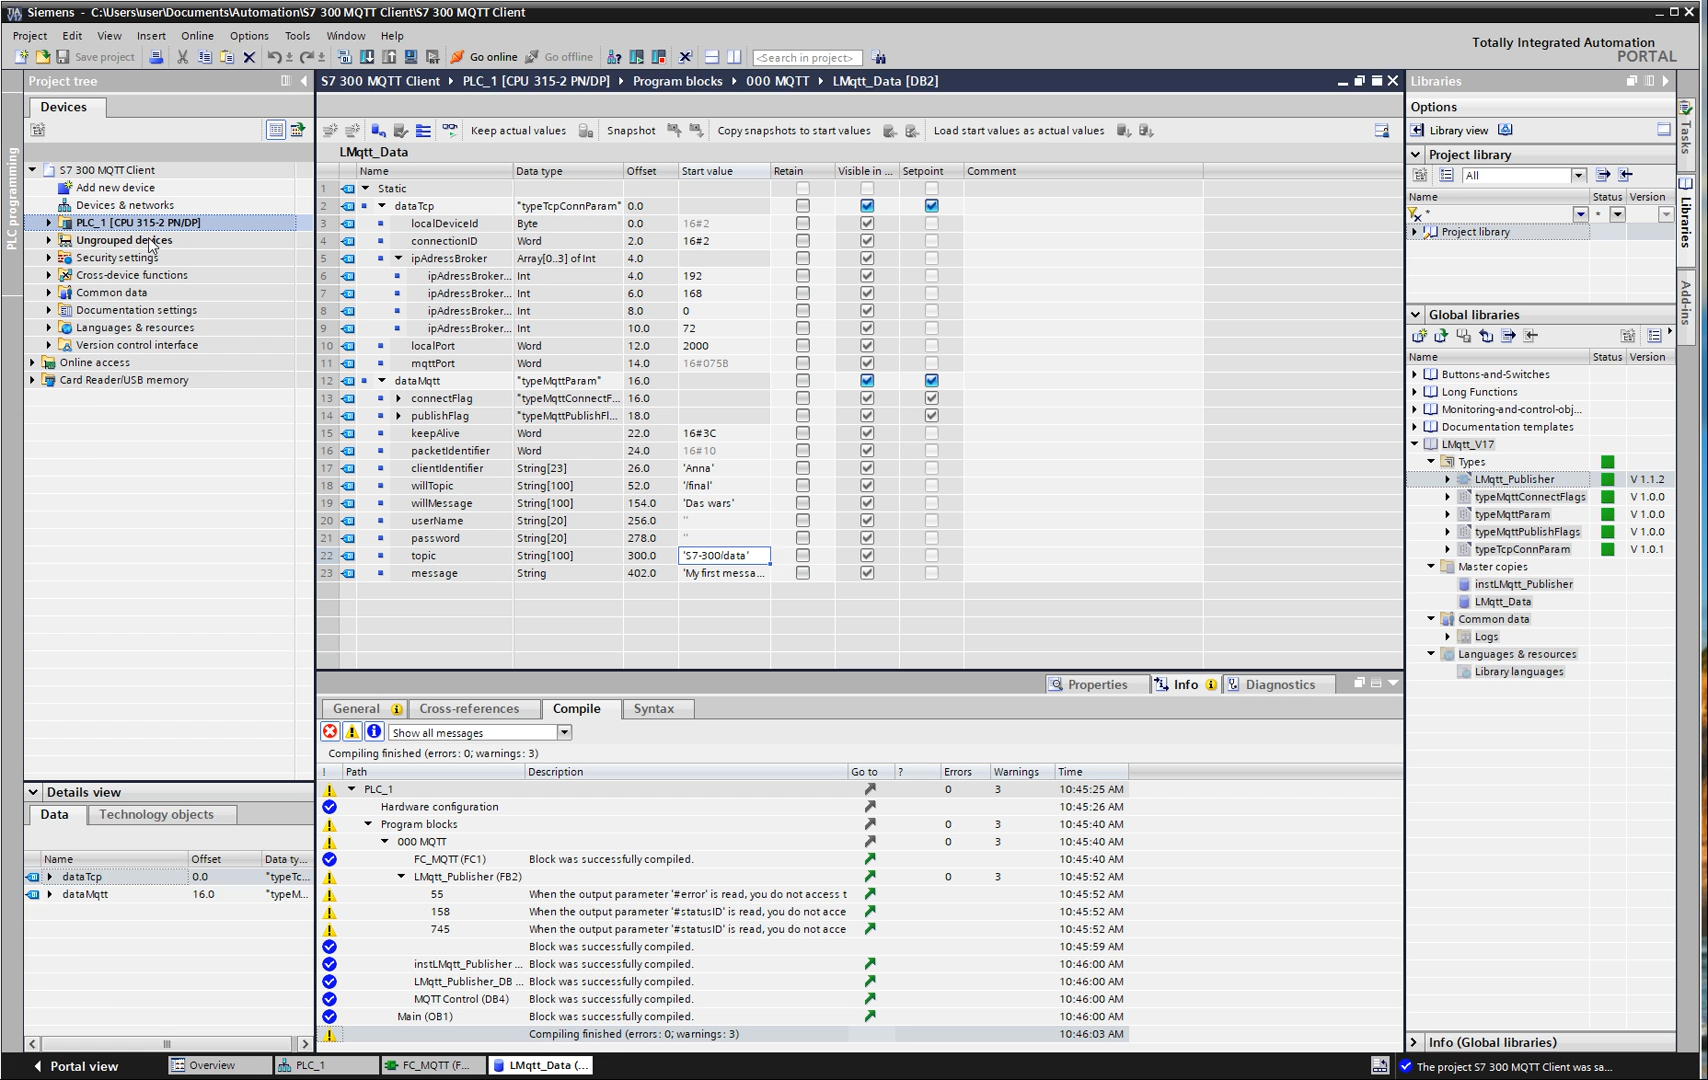 Siemens - C:\Users\user\Documents\Automation\S7 300 MQTT Client\S7 300 MQTT Client
Project Edit View Insert Online Options Tools Window Help
Save project Go online Go offline <Search in project>
Totally Integrated Automation
PORTAL
Project tree
S7 300 MQTT Client PLC_1 [CPU 315-2 PN/DP] Program blocks 000 MQTT LMqtt_Data [DB2]
Libraries
Devices
Options
Library view
PLC programming
Keep actual values Snapshot Copy snapshots to start values Load start values as actual values
LMqtt_Data
Name Data type Offset Start value Retain Visible in ... Setpoint Comment
1 Static
2 dataTcp "typeTcpConnParam" 0.0
3 localDeviceId Byte 0.0 16#2
4 connectionID Word 2.0 16#2
5 ipAdressBroker Array[0..3] of Int 4.0
6 ipAdressBroker... Int 4.0 192
7 ipAdressBroker... Int 6.0 168
8 ipAdressBroker... Int 8.0 0
9 ipAdressBroker... Int 10.0 72
10 localPort Word 12.0 2000
11 mqttPort Word 14.0 16#075B
12 dataMqtt "typeMqttParam" 16.0
13 connectFlag "typeMqttConnectF... 16.0
14 publishFlag "typeMqttPublishFl... 18.0
15 keepAlive Word 22.0 16#3C
16 packetIdentifier Word 24.0 16#10
17 clientIdentifier String[23] 26.0 'Anna'
18 willTopic String[100] 52.0 '/final'
19 willMessage String[100] 154.0 'Das wars'
20 userName String[20] 256.0 ''
21 password String[20] 278.0 ''
22 topic String[100] 300.0 'S7-300/data'
23 message String 402.0 'My first messa...
S7 300 MQTT Client
Add new device
Devices & networks
PLC_1 [CPU 315-2 PN/DP]
Ungrouped devices
Security settings
Cross-device functions
Common data
Documentation settings
Languages & resources
Version control interface
Online access
Card Reader/USB memory
Details view
Data Technology objects
Name Offset Data ty...
dataTcp 0.0 "typeTc...
dataMqtt 16.0 "typeM...
Properties Info Diagnostics
General Cross-references Compile Syntax
Show all messages
Compiling finished (errors: 0; warnings: 3)
! Path Description Go to ? Errors Warnings Time
PLC_1 0 3 10:45:25 AM
Hardware configuration 10:45:26 AM
Program blocks 0 3 10:45:40 AM
000 MQTT 0 3 10:45:40 AM
FC_MQTT (FC1) Block was successfully compiled. 10:45:40 AM
LMqtt_Publisher (FB2) 0 3 10:45:52 AM
55 When the output parameter '#error' is read, you do not access t 10:45:52 AM
158 When the output parameter '#statusID' is read, you do not acce 10:45:52 AM
745 When the output parameter '#statusID' is read, you do not acce 10:45:52 AM
Block was successfully compiled. 10:45:59 AM
instLMqtt_Publisher ... Block was successfully compiled. 10:46:00 AM
LMqtt_Publisher_DB ... Block was successfully compiled. 10:46:00 AM
MQTT Control (DB4) Block was successfully compiled. 10:46:00 AM
Main (OB1) Block was successfully compiled. 10:46:00 AM
Compiling finished (errors: 0; warnings: 3) 10:46:03 AM
Project library
All
Name Status Version
* *
Project library
Global libraries
Name Status Version
Buttons-and-Switches
Long Functions
Monitoring-and-control-obj...
Documentation templates
LMqtt_V17
Types
LMqtt_Publisher V 1.1.2
typeMqttConnectFlags V 1.0.0
typeMqttParam V 1.0.0
typeMqttPublishFlags V 1.0.0
typeTcpConnParam V 1.0.1
Master copies
instLMqtt_Publisher
LMqtt_Data
Common data
Logs
Languages & resources
Library languages
Info (Global libraries)
Tasks
Libraries
Add-ins
Portal view Overview PLC_1 FC_MQTT (F... LMqtt_Data (... The project S7 300 MQTT Client was sa...